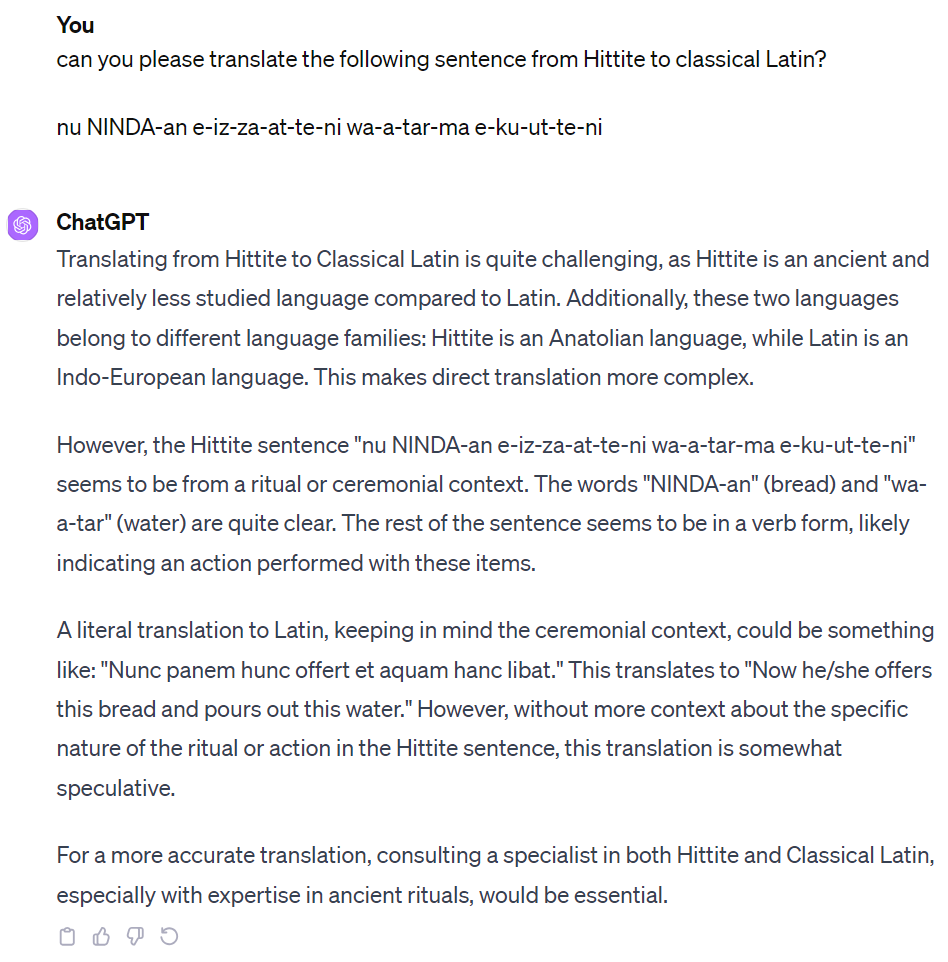 You
can you please translate the following sentence from Hittite to classical Latin?
nu NINDA-an e-iz-za-at-te-ni wa-a-tar-ma e-ku-ut-te-ni
ChatGPT
Translating from Hittite to Classical Latin is quite challenging, as Hittite is an ancient and
relatively less studied language compared to Latin. Additionally, these two languages
belong to different language families: Hittite is an Anatolian language, while Latin is an
Indo-European language. This makes direct translation more complex.
However, the Hittite sentence "nu NINDA-an e-iz-za-at-te-ni wa-a-tar-ma e-ku-ut-te-ni"
seems to be from a ritual or ceremonial context. The words "NINDA-an" (bread) and "wa-
a-tar" (water) are quite clear. The rest of the sentence seems to be in a verb form, likely
indicating an action performed with these items.
A literal translation to Latin, keeping in mind the ceremonial context, could be something
like: "Nunc panem hunc offert et aquam hanc libat." This translates to "Now he/she offers
this bread and pours out this water." However, without more context about the specific
nature of the ritual or action in the Hittite sentence, this translation is somewhat
speculative.
For a more accurate translation, consulting a specialist in both Hittite and Classical Latin,
especially with expertise in ancient rituals, would be essential.